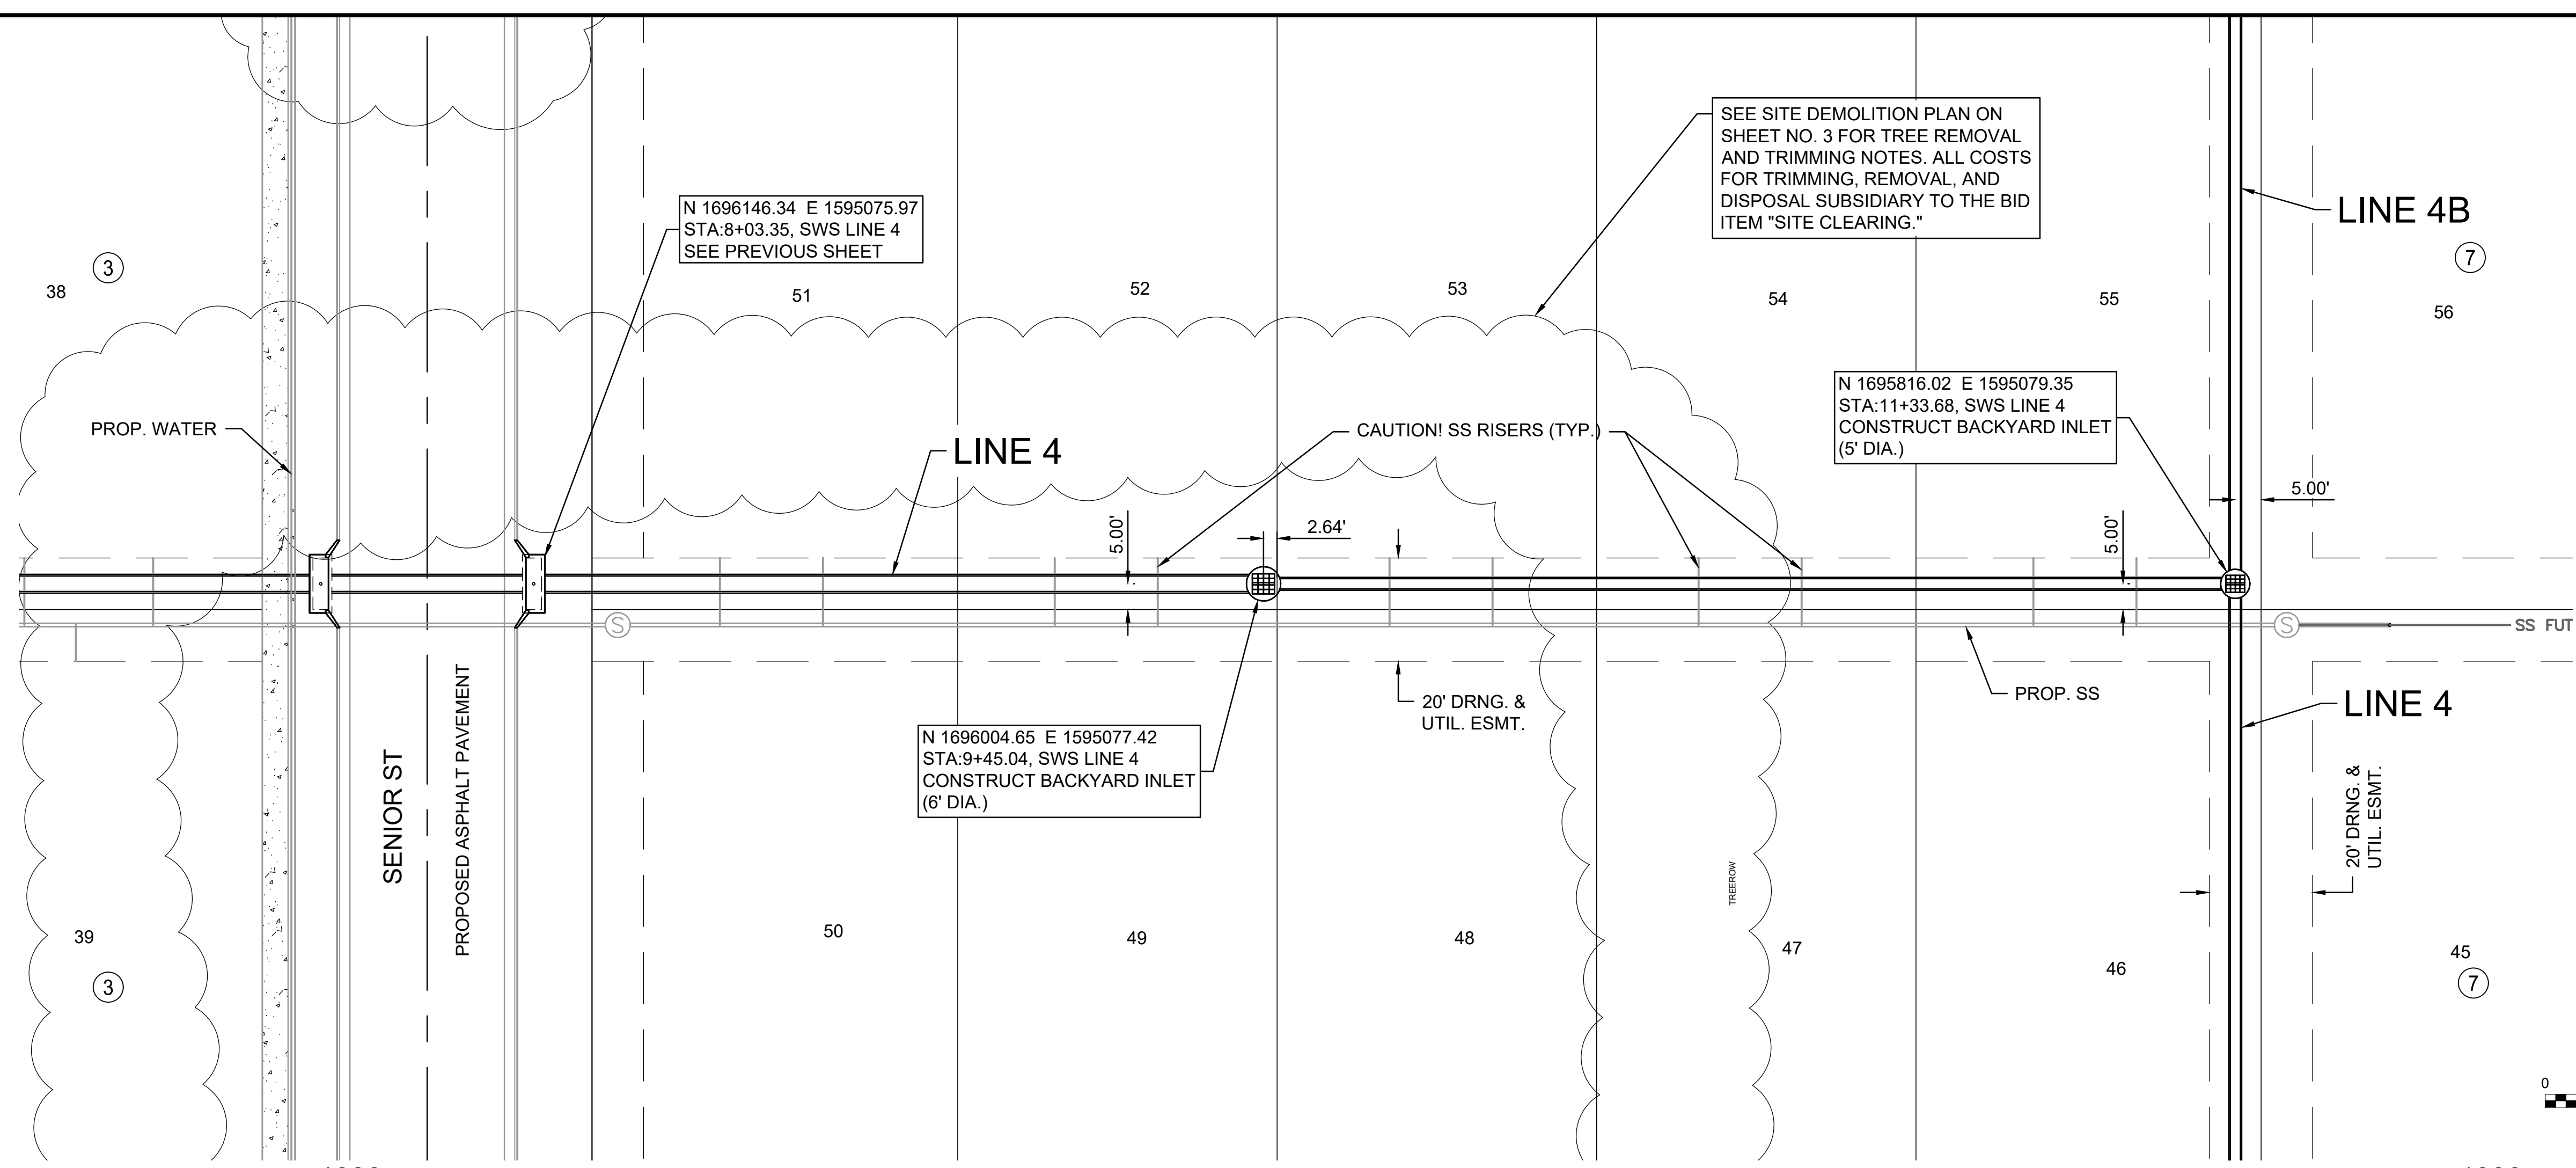 SEE SITE DEMOLITION PLAN ON
SHEET NO. 3 FOR TREE REMOVAL
AND TRIMMING NOTES. ALL COSTS
FOR TRIMMING, REMOVAL, AND
DISPOSAL SUBSIDIARY TO THE BID
ITEM "SITE CLEARING."
N 1696146.34 E 1595075.97
STA:8+03.35, SWS LINE 4
SEE PREVIOUS SHEET
LINE 4B
7
3
38
51
52
53
54
55
56
N 1695816.02 E 1595079.35
STA:11+33.68, SWS LINE 4
CONSTRUCT BACKYARD INLET
(5' DIA.)
PROP. WATER
LINE 4
CAUTION! SS RISERS (TYP.)
5.00'
5.00'
2.64'
5.00'
S
S
SS FUT
PROP. SS
20' DRNG. &
UTIL. ESMT.
LINE 4
N 1696004.65 E 1595077.42
STA:9+45.04, SWS LINE 4
CONSTRUCT BACKYARD INLET
(6' DIA.)
SENIOR ST
PROPOSED ASPHALT PAVEMENT
20' DRNG. &
UTIL. ESMT.
TREEROW
39
50
49
48
47
46
45
3
7
0